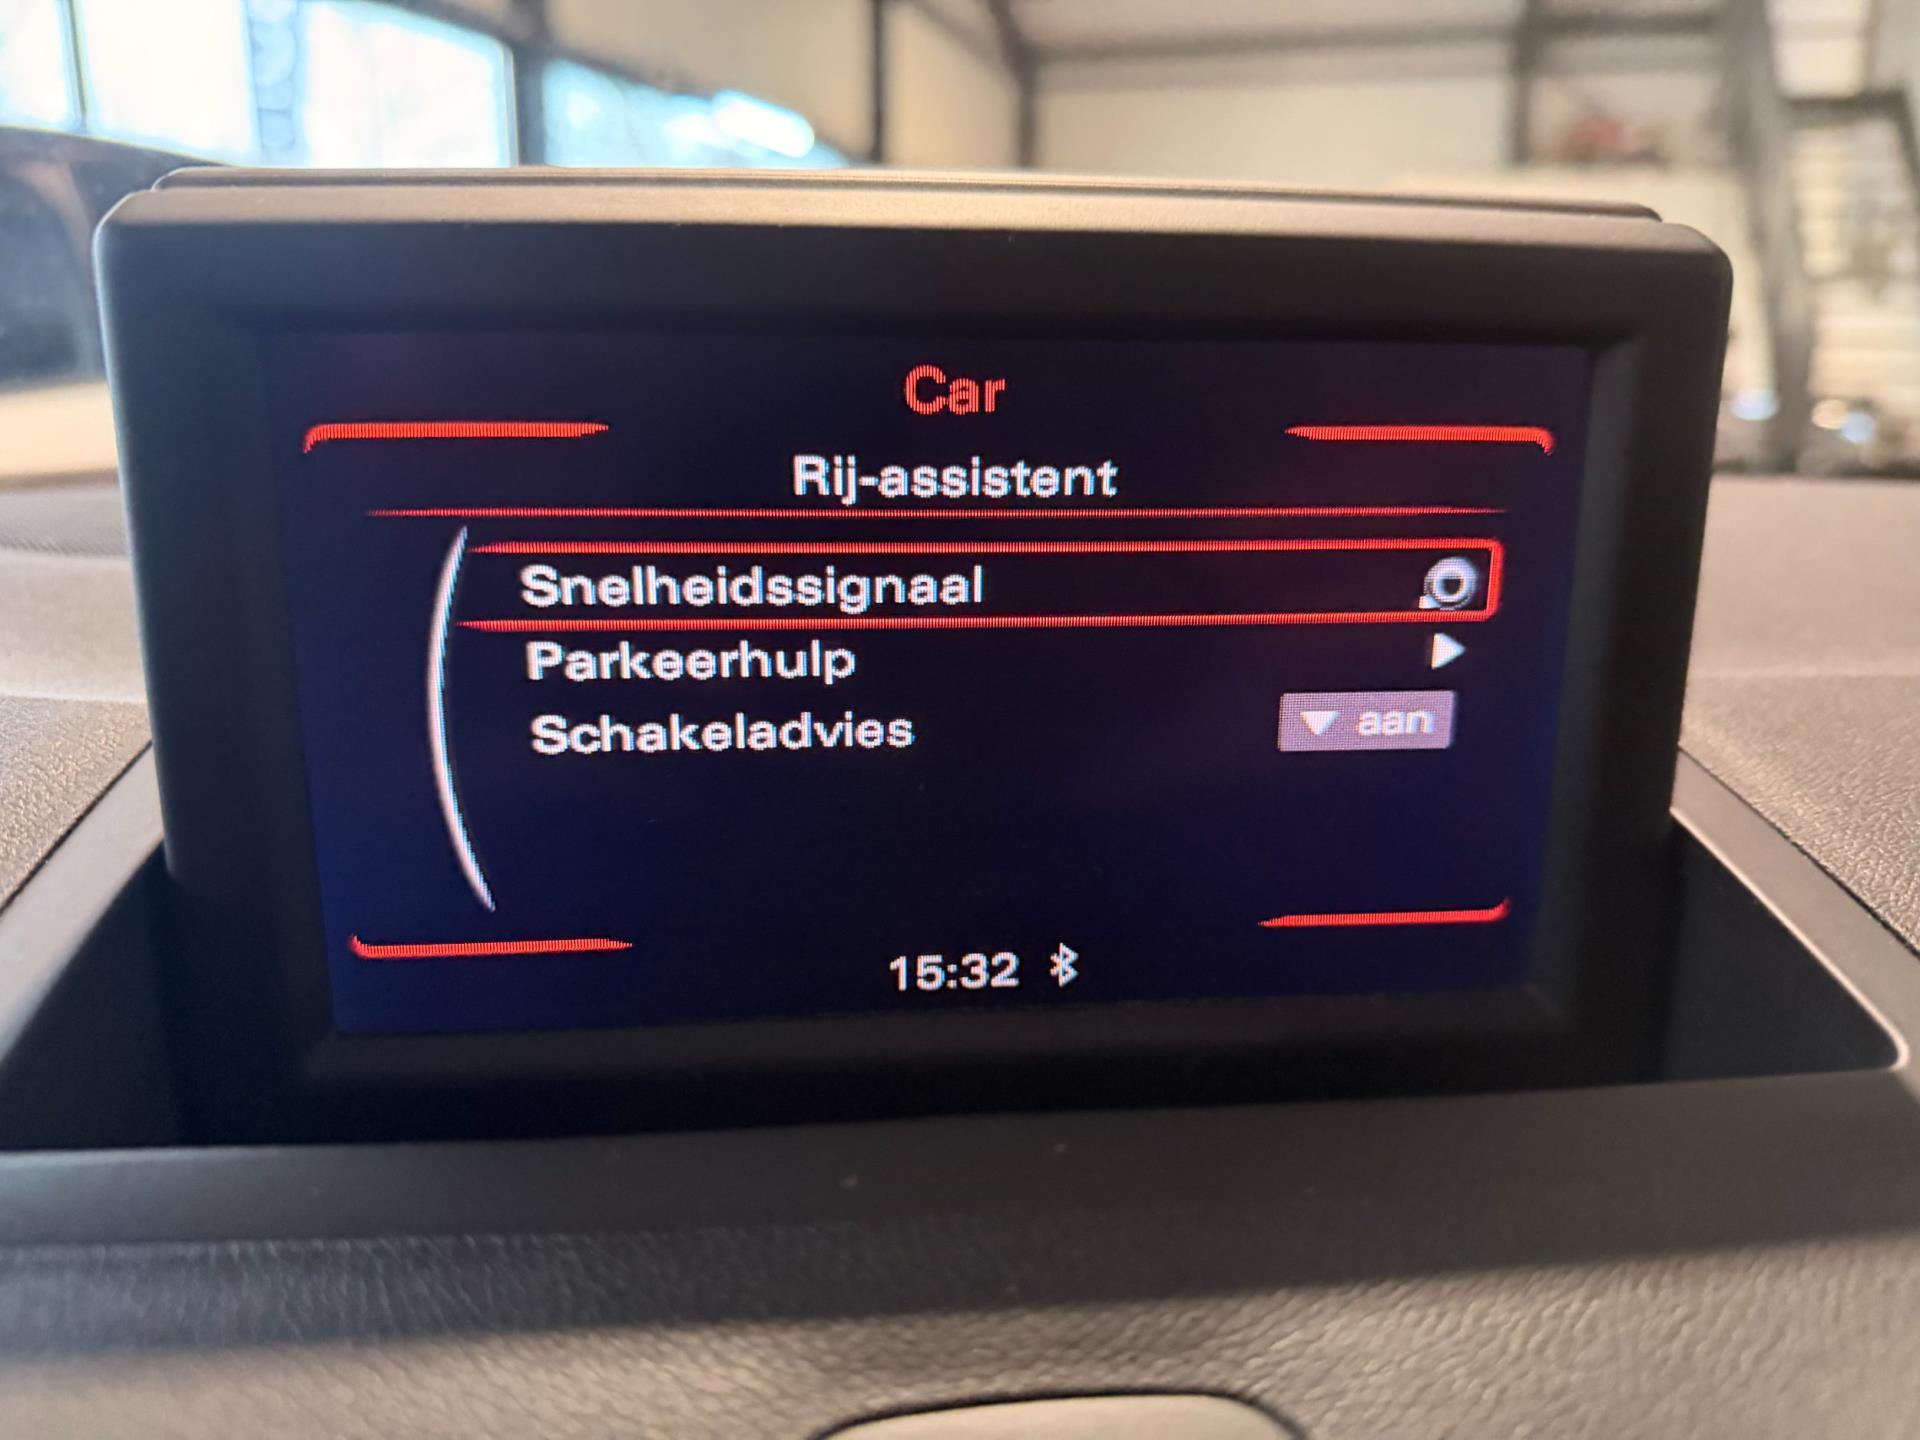 Car
Rij-assistent
Snelheidssignaal
Parkeerhulp
Schakeladvies aan
15:32